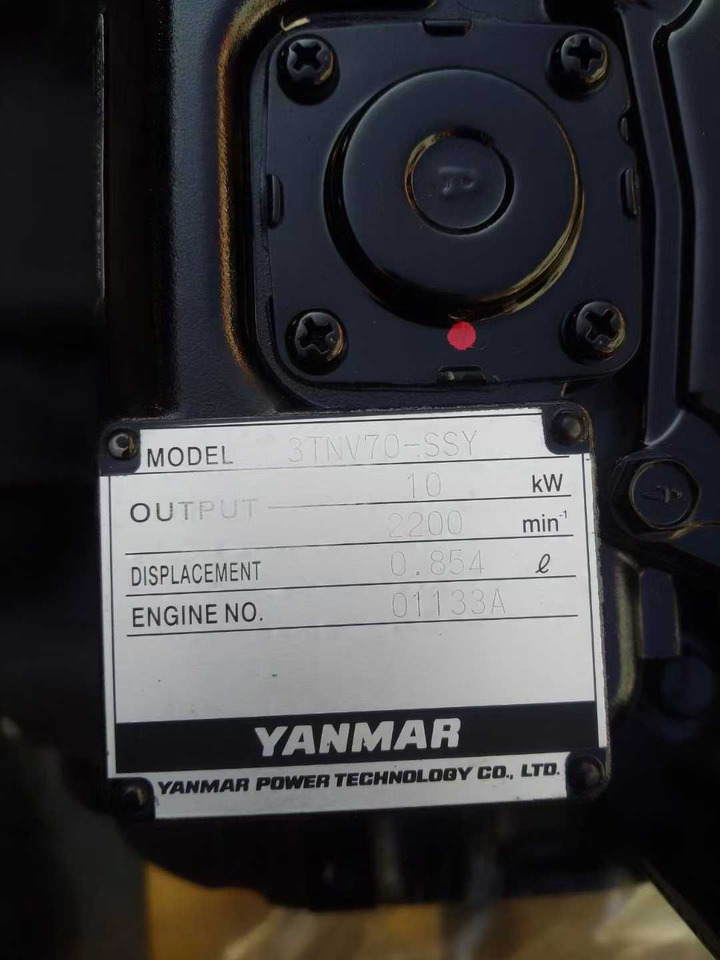 MODEL 3TNV70-SSY
OUTPUT 10 kW
2200 min-1
DISPLACEMENT 0.854 ℓ
ENGINE NO. 01133A
YANMAR
YANMAR POWER TECHNOLOGY CO., LTD.